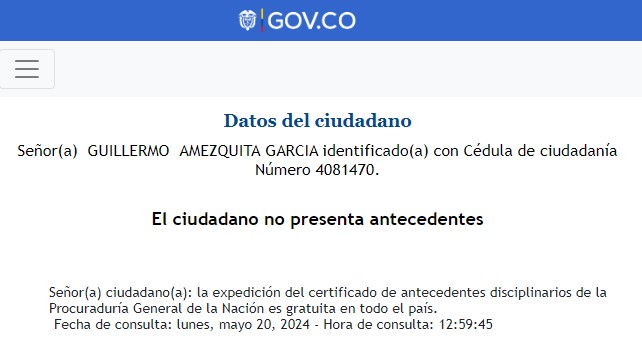 GOV.CO
Datos del ciudadano
Señor(a) GUILLERMO AMEZQUITA GARCIA identificado(a) con Cédula de ciudadanía
Número 4081470.
El ciudadano no presenta antecedentes
Señor(a) ciudadano(a): la expedición del certificado de antecedentes disciplinarios de la
Procuraduría General de la Nación es gratuita en todo el país.
Fecha de consulta: lunes, mayo 20, 2024 - Hora de consulta: 12:59:45